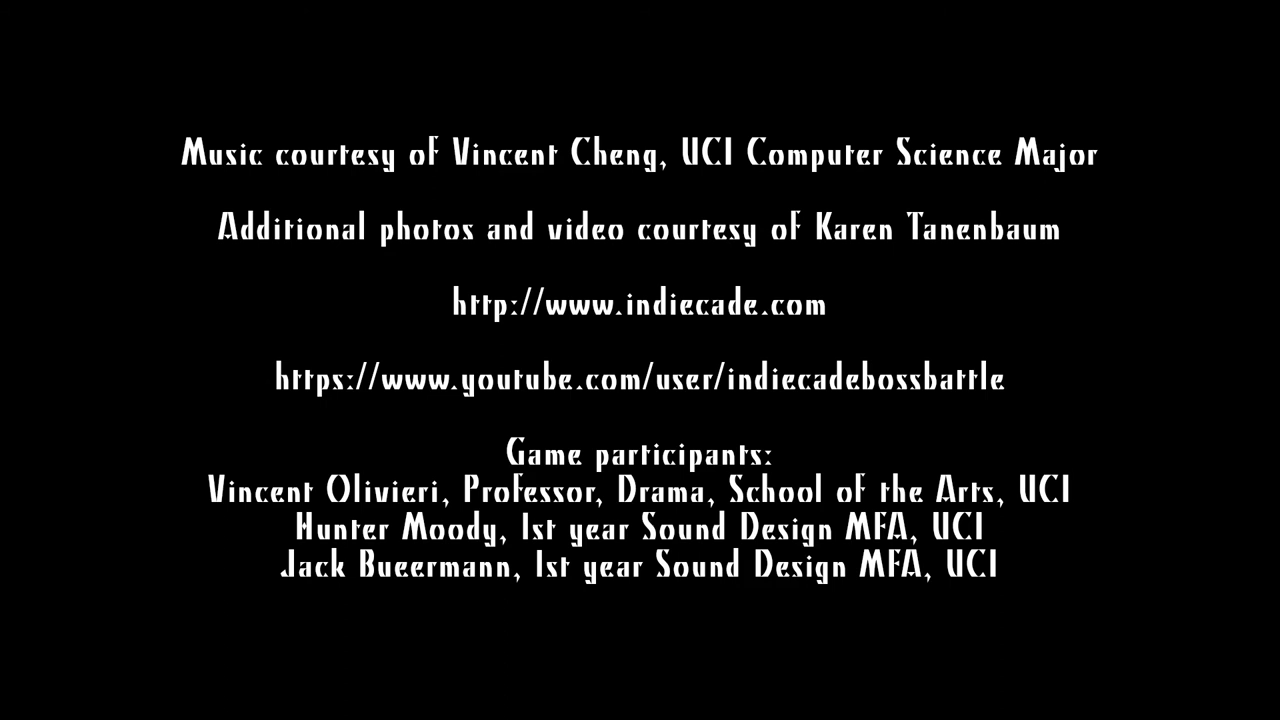 Music courtesy of Vincent Cheng, UCI Computer Science Major
Additional photos and video courtesy of Karen Tanenbaum
http://www.indiecade.com
https://www.youtube.com/user/indiecadebossbattle
Game participants:
Vincent Olivieri, Professor, Drama, School of the Arts, UCI
Hunter Moody, 1st year Sound Design MFA, UCI
Jack Bueermann, 1st year Sound Design MFA, UCI